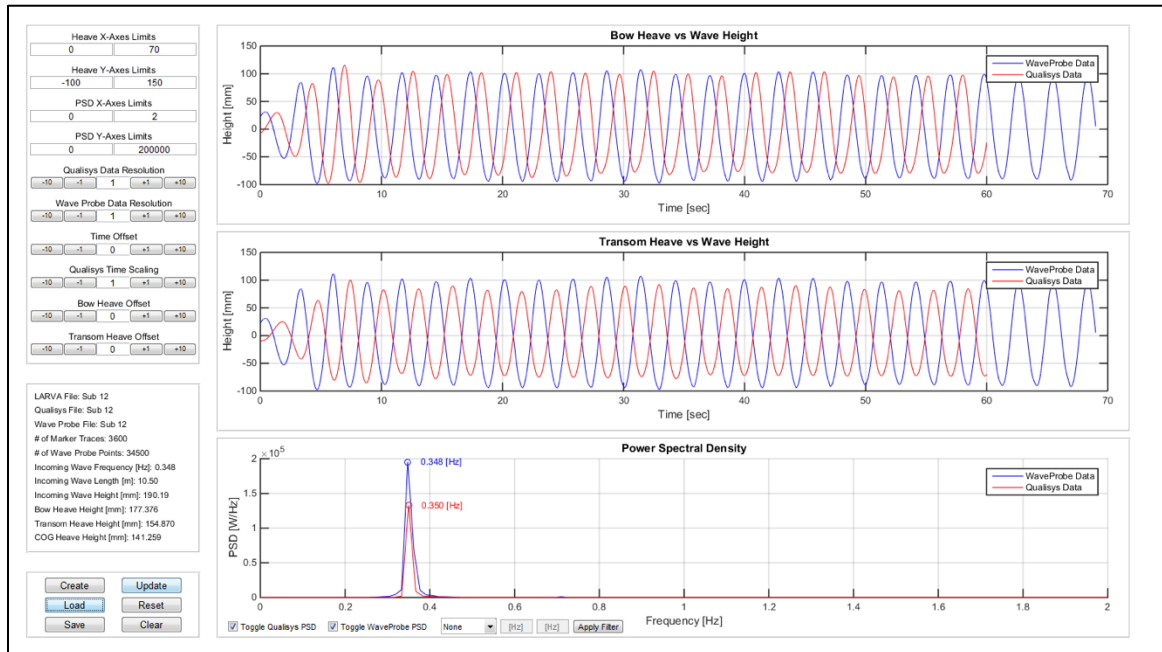 Heave X-Axes Limits
0 70
Heave Y-Axes Limits
-100 150
PSD X-Axes Limits
0 2
PSD Y-Axes Limits
0 200000
Qualisys Data Resolution
-10 -1 1 +1 +10
Wave Probe Data Resolution
-10 -1 1 +1 +10
Time Offset
-10 -1 0 +1 +10
Qualisys Time Scaling
-10 -1 1 +1 +10
Bow Heave Offset
-10 -1 0 +1 +10
Transom Heave Offset
-10 -1 0 +1 +10
LARVA File: Sub 12
Qualisys File: Sub 12
Wave Probe File: Sub 12
# of Marker Traces: 3600
# of Wave Probe Points: 34500
Incoming Wave Frequency [Hz]: 0.348
Incoming Wave Length [m]: 10.50
Incoming Wave Height [mm]: 190.19
Bow Heave Height [mm]: 177.376
Transom Heave Height [mm]: 154.870
COG Heave Height [mm]: 141.259
Create Update
Load Reset
Save Clear
Bow Heave vs Wave Height
WaveProbe Data
Qualisys Data
Height [mm]
150
100
50
0
-50
-100
0 10 20 30 40 50 60 70
Time [sec]
Transom Heave vs Wave Height
WaveProbe Data
Qualisys Data
Height [mm]
150
100
50
0
-50
-100
0 10 20 30 40 50 60 70
Time [sec]
Power Spectral Density
× 10⁵
WaveProbe Data
Qualisys Data
0.348 [Hz]
0.350 [Hz]
PSD [W/Hz]
2
1.5
1
0.5
0
0 0.2 0.4 0.6 0.8 1 1.2 1.4 1.6 1.8 2
Frequency [Hz]
Toggle Qualisys PSD Toggle WaveProbe PSD None [Hz] [Hz] Apply Filter